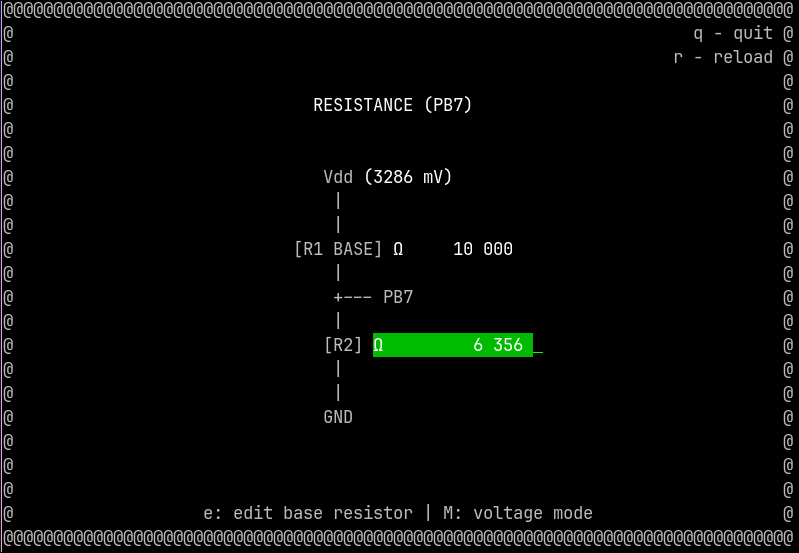 @@@@@@@@@@@@@@@@@@@@@@@@@@@@@@@@@@@@@@@@@@@@@@@@@@@@@@@@@@@@@@@@@@@@@@@@@@@@@@@
@                                                                    q - quit @
@                                                                  r - reload @
@                                                                             @
@                              RESISTANCE (PB7)                               @
@                                                                             @
@                                                                             @
@                               Vdd (3286 mV)                                 @
@                                |                                            @
@                                |                                            @
@                            [R1 BASE] Ω     10 000                           @
@                                |                                            @
@                                +--- PB7                                     @
@                                |                                            @
@                               [R2] Ω         6 356 _                        @
@                                |                                            @
@                                |                                            @
@                               GND                                           @
@                                                                             @
@                                                                             @
@                                                                             @
@                   e: edit base resistor | M: voltage mode                   @
@@@@@@@@@@@@@@@@@@@@@@@@@@@@@@@@@@@@@@@@@@@@@@@@@@@@@@@@@@@@@@@@@@@@@@@@@@@@@@@